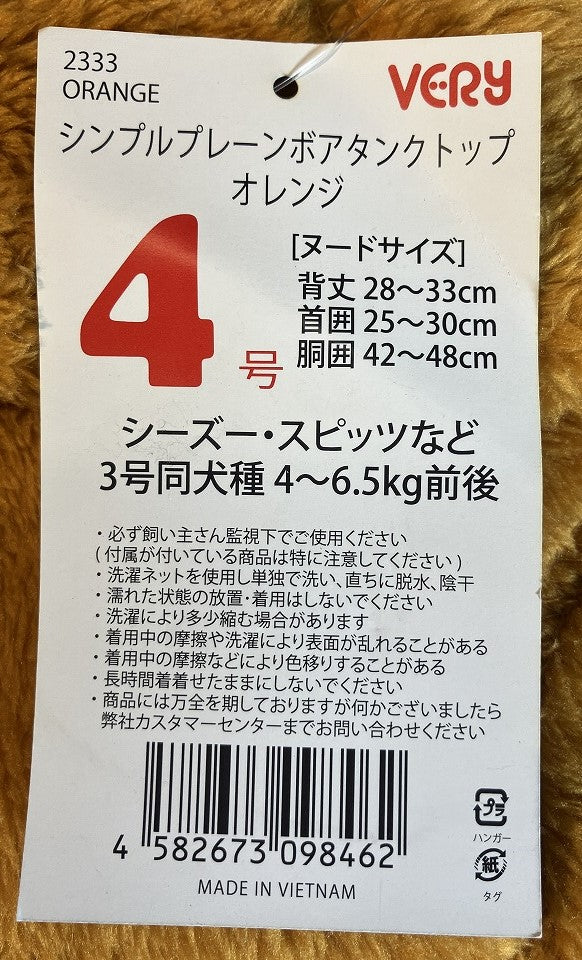 2333
ORANGE
VERY
シンプルプレーンボアタンクトップ
オレンジ
4号
[ヌードサイズ]
背丈 28〜33cm
首囲 25〜30cm
胴囲 42〜48cm
シーズー・スピッツなど
3号同犬種 4〜6.5kg前後
・必ず飼い主さん監視下でご使用ください
(付属が付いている商品は特に注意してください)
・洗濯ネットを使用し単独で洗い、直ちに脱水、陰干
・濡れた状態の放置・着用はしないでください
・洗濯により多少縮む場合があります
・着用中の摩擦や洗濯により表面が乱れることがある
・着用中の摩擦などにより色移りすることがある
・長時間着着せたままにしないでください
・商品には万全を期しておりますが何かございましたら
弊社カスタマーセンターまでお問い合わせください
4 582673 098462
MADE IN VIETNAM
プラ
ハンガー
紙
タグ